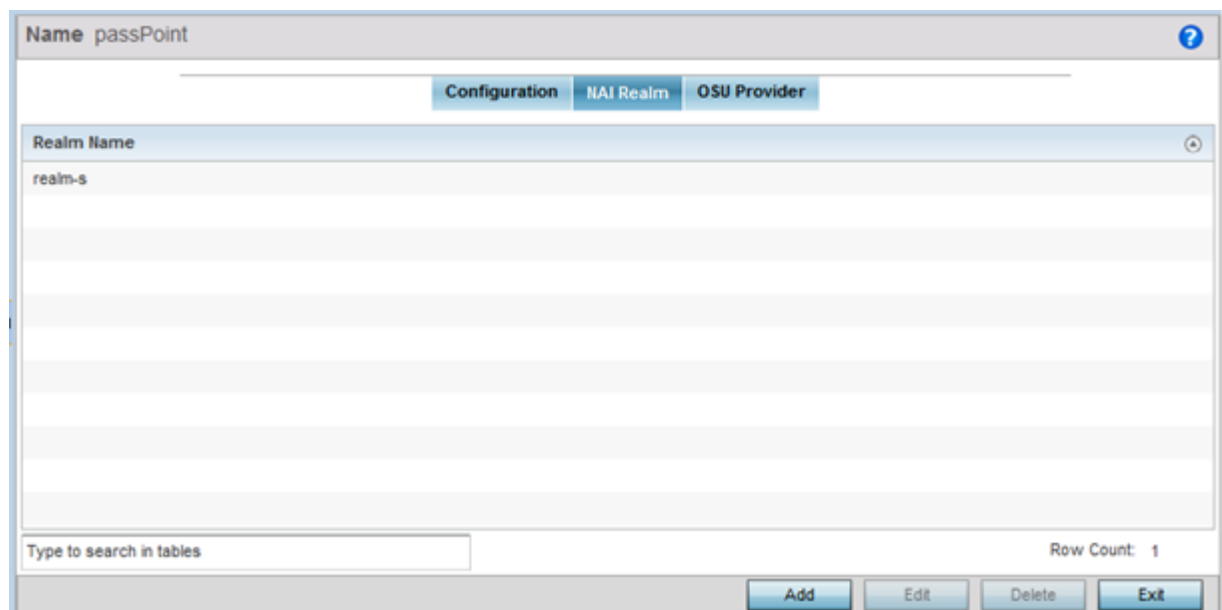 Name passPoint ?
Configuration NAI Realm OSU Provider
Realm Name
realm-s
Type to search in tables Row Count: 1
Add Edit Delete Exit